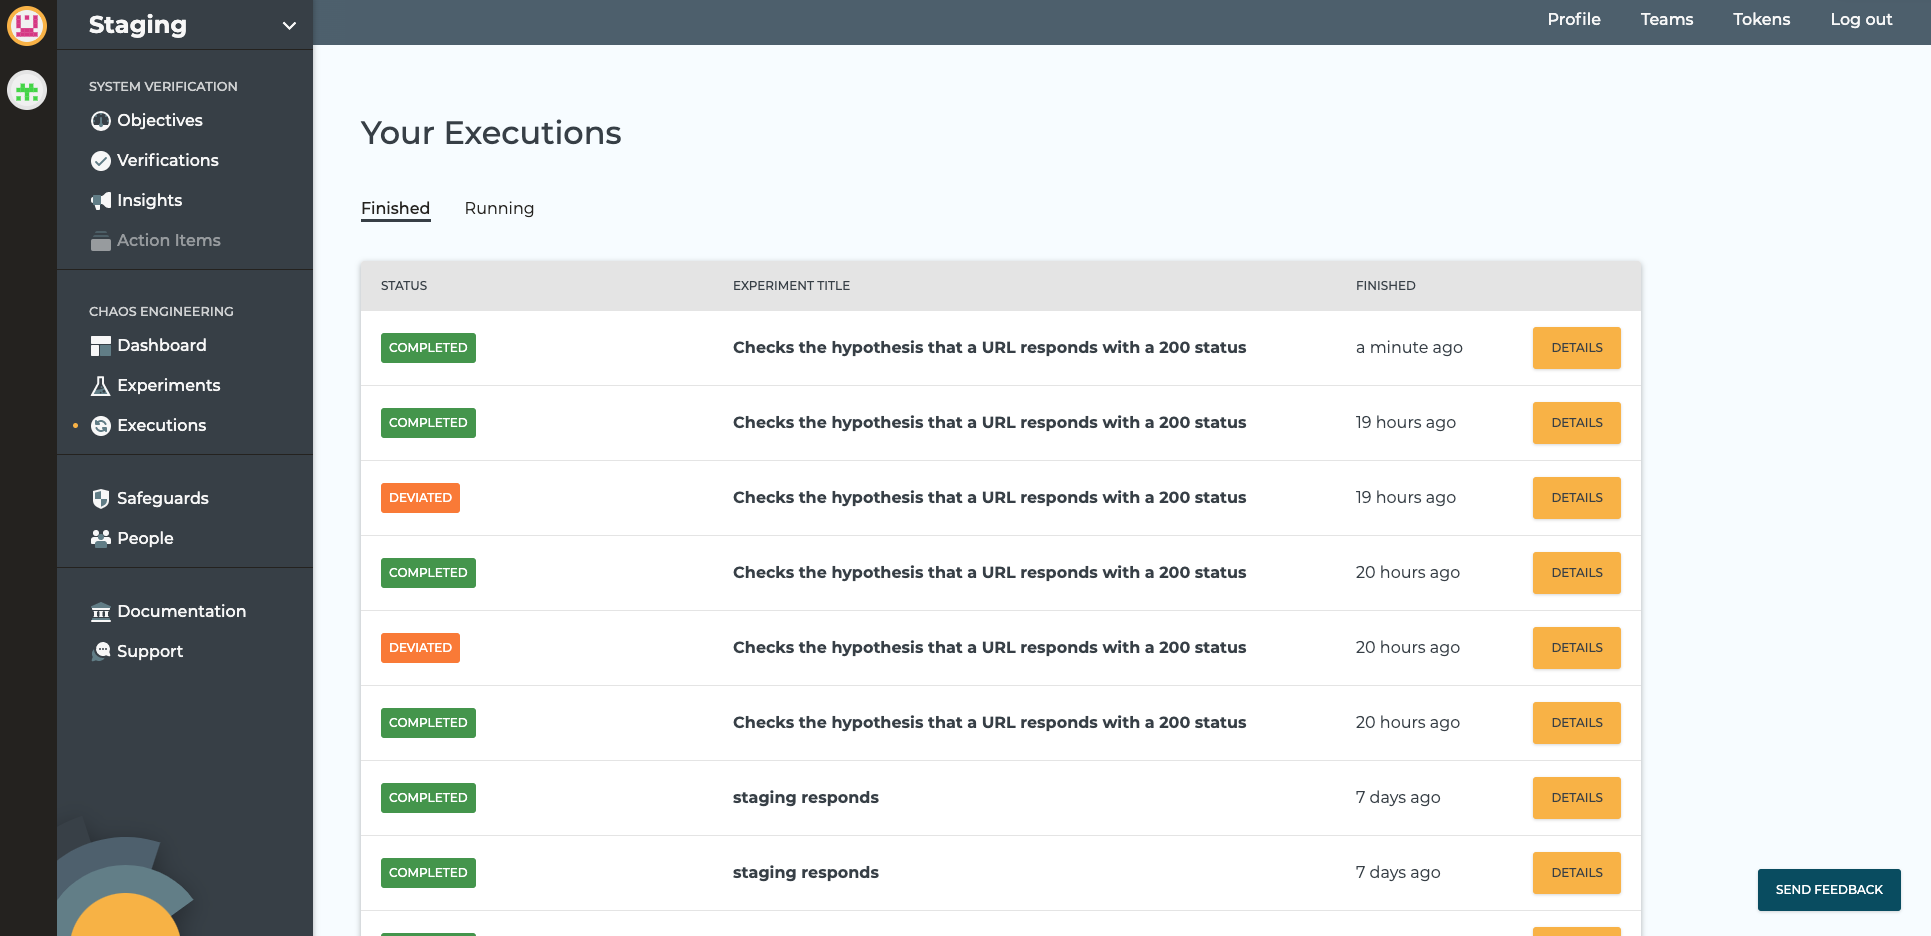 Staging
Profile Teams Tokens Log out
SYSTEM VERIFICATION
Objectives
Verifications
Insights
Action Items
CHAOS ENGINEERING
Dashboard
Experiments
Executions
Safeguards
People
Documentation
Support
Your Executions
Finished Running
STATUS EXPERIMENT TITLE FINISHED
COMPLETED Checks the hypothesis that a URL responds with a 200 status a minute ago DETAILS
COMPLETED Checks the hypothesis that a URL responds with a 200 status 19 hours ago DETAILS
DEVIATED Checks the hypothesis that a URL responds with a 200 status 19 hours ago DETAILS
COMPLETED Checks the hypothesis that a URL responds with a 200 status 20 hours ago DETAILS
DEVIATED Checks the hypothesis that a URL responds with a 200 status 20 hours ago DETAILS
COMPLETED Checks the hypothesis that a URL responds with a 200 status 20 hours ago DETAILS
COMPLETED staging responds 7 days ago DETAILS
COMPLETED staging responds 7 days ago DETAILS
SEND FEEDBACK